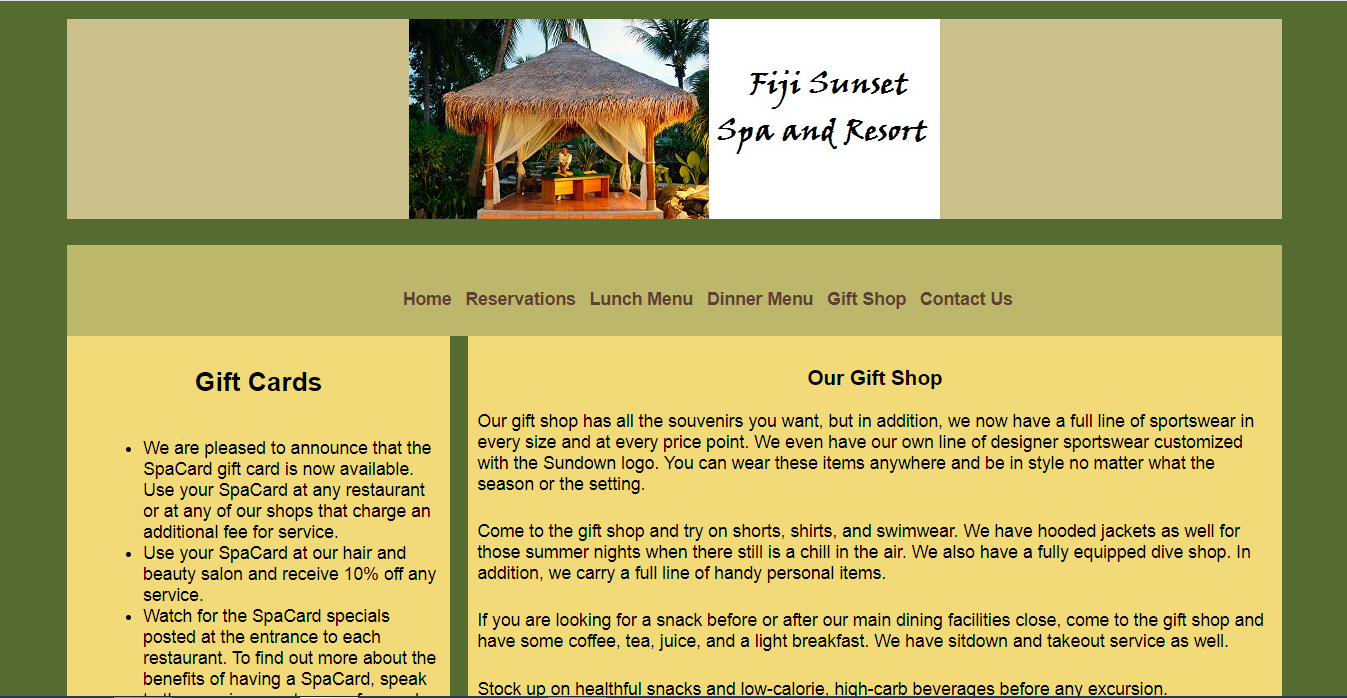 Fiji Sunset
Spa and Resort
Home Reservations Lunch Menu Dinner Menu Gift Shop Contact Us
Gift Cards
We are pleased to announce that the
SpaCard gift card is now available.
Use your SpaCard at any restaurant
or at any of our shops that charge an
additional fee for service.
Use your SpaCard at our hair and
beauty salon and receive 10% off any
service.
Watch for the SpaCard specials
posted at the entrance to each
restaurant. To find out more about the
benefits of having a SpaCard, speak
Our Gift Shop
Our gift shop has all the souvenirs you want, but in addition, we now have a full line of sportswear in
every size and at every price point. We even have our own line of designer sportswear customized
with the Sundown logo. You can wear these items anywhere and be in style no matter what the
season or the setting.
Come to the gift shop and try on shorts, shirts, and swimwear. We have hooded jackets as well for
those summer nights when there still is a chill in the air. We also have a fully equipped dive shop. In
addition, we carry a full line of handy personal items.
If you are looking for a snack before or after our main dining facilities close, come to the gift shop and
have some coffee, tea, juice, and a light breakfast. We have sitdown and takeout service as well.
Stock up on healthful snacks and low-calorie, high-carb beverages before any excursion.